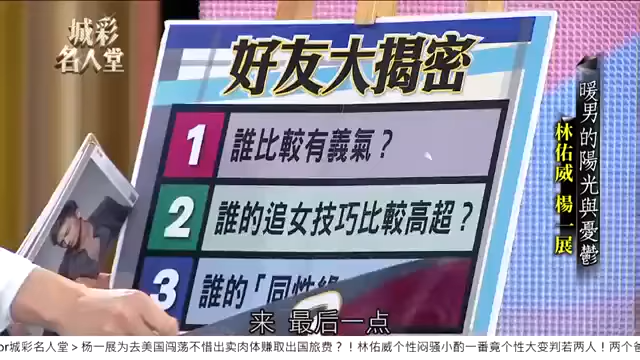 城彩
名人堂
好友大揭密
1 誰比較有義氣？
2 誰的追女技巧比較高超？
3 誰的「同性緣
暖男的陽光與憂鬱
林佑威 楊一展
来 最后一点
or城彩名人堂 > 杨一展为去美国闯荡不借出卖肉体赚取出国旅费？！林佑威个性闷骚小酌一番竟个性大变判若两人！两个